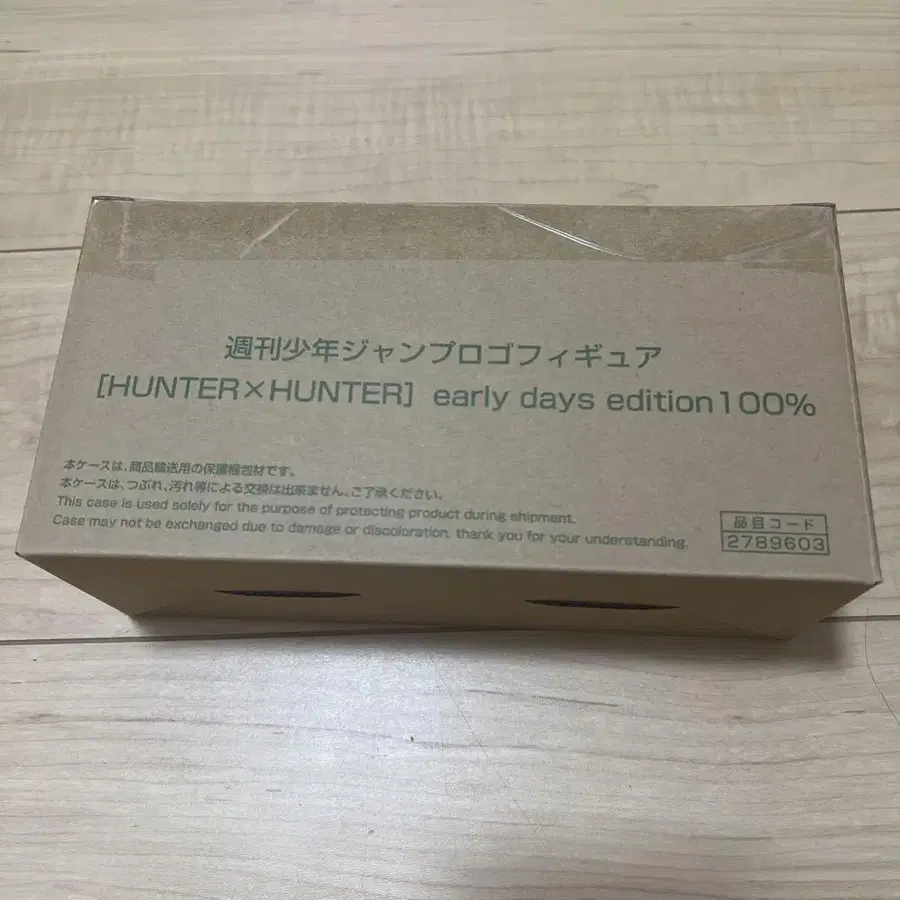 週刊少年ジャンプロゴフィギュア
［HUNTER×HUNTER］early days edition100%
本ケースは、商品輸送用の保護梱包材です。
本ケースは、つぶれ、汚れ等による交換は出来ません。ご了承ください。
This case is used solely for the purpose of protecting product during shipment.
Case may not be exchanged due to damage or discoloration. thank you for your understanding.
品目コード
2789603